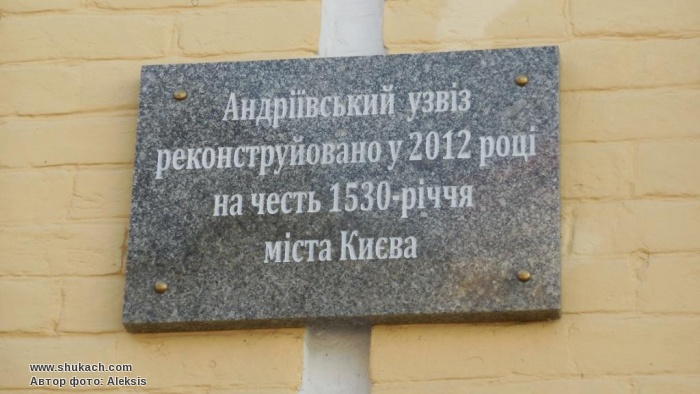 Андріївський узвіз
реконструйовано у 2012 році
на честь 1530-річчя
міста Києва
www.shukach.com
Автор фото: Aleksis